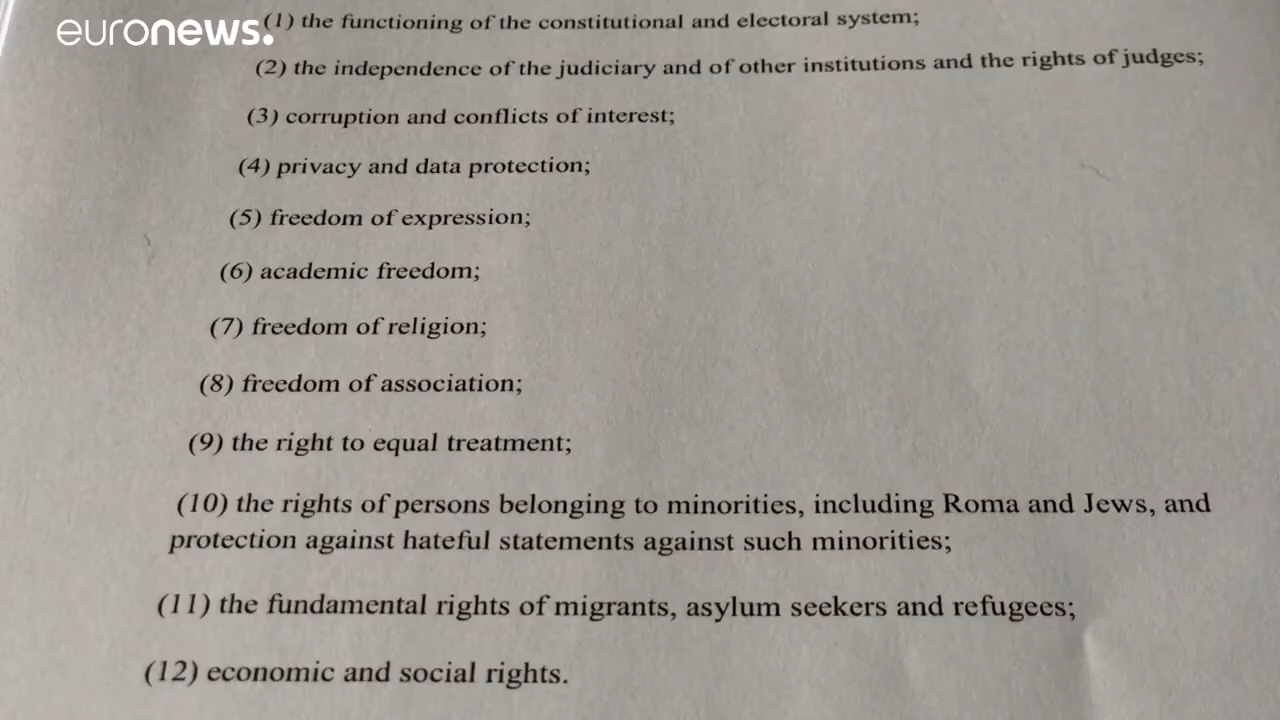 euronews.
(1) the functioning of the constitutional and electoral system;
(2) the independence of the judiciary and of other institutions and the rights of judges;
(3) corruption and conflicts of interest;
(4) privacy and data protection;
(5) freedom of expression;
(6) academic freedom;
(7) freedom of religion;
(8) freedom of association;
(9) the right to equal treatment;
(10) the rights of persons belonging to minorities, including Roma and Jews, and
protection against hateful statements against such minorities;
(11) the fundamental rights of migrants, asylum seekers and refugees;
(12) economic and social rights.